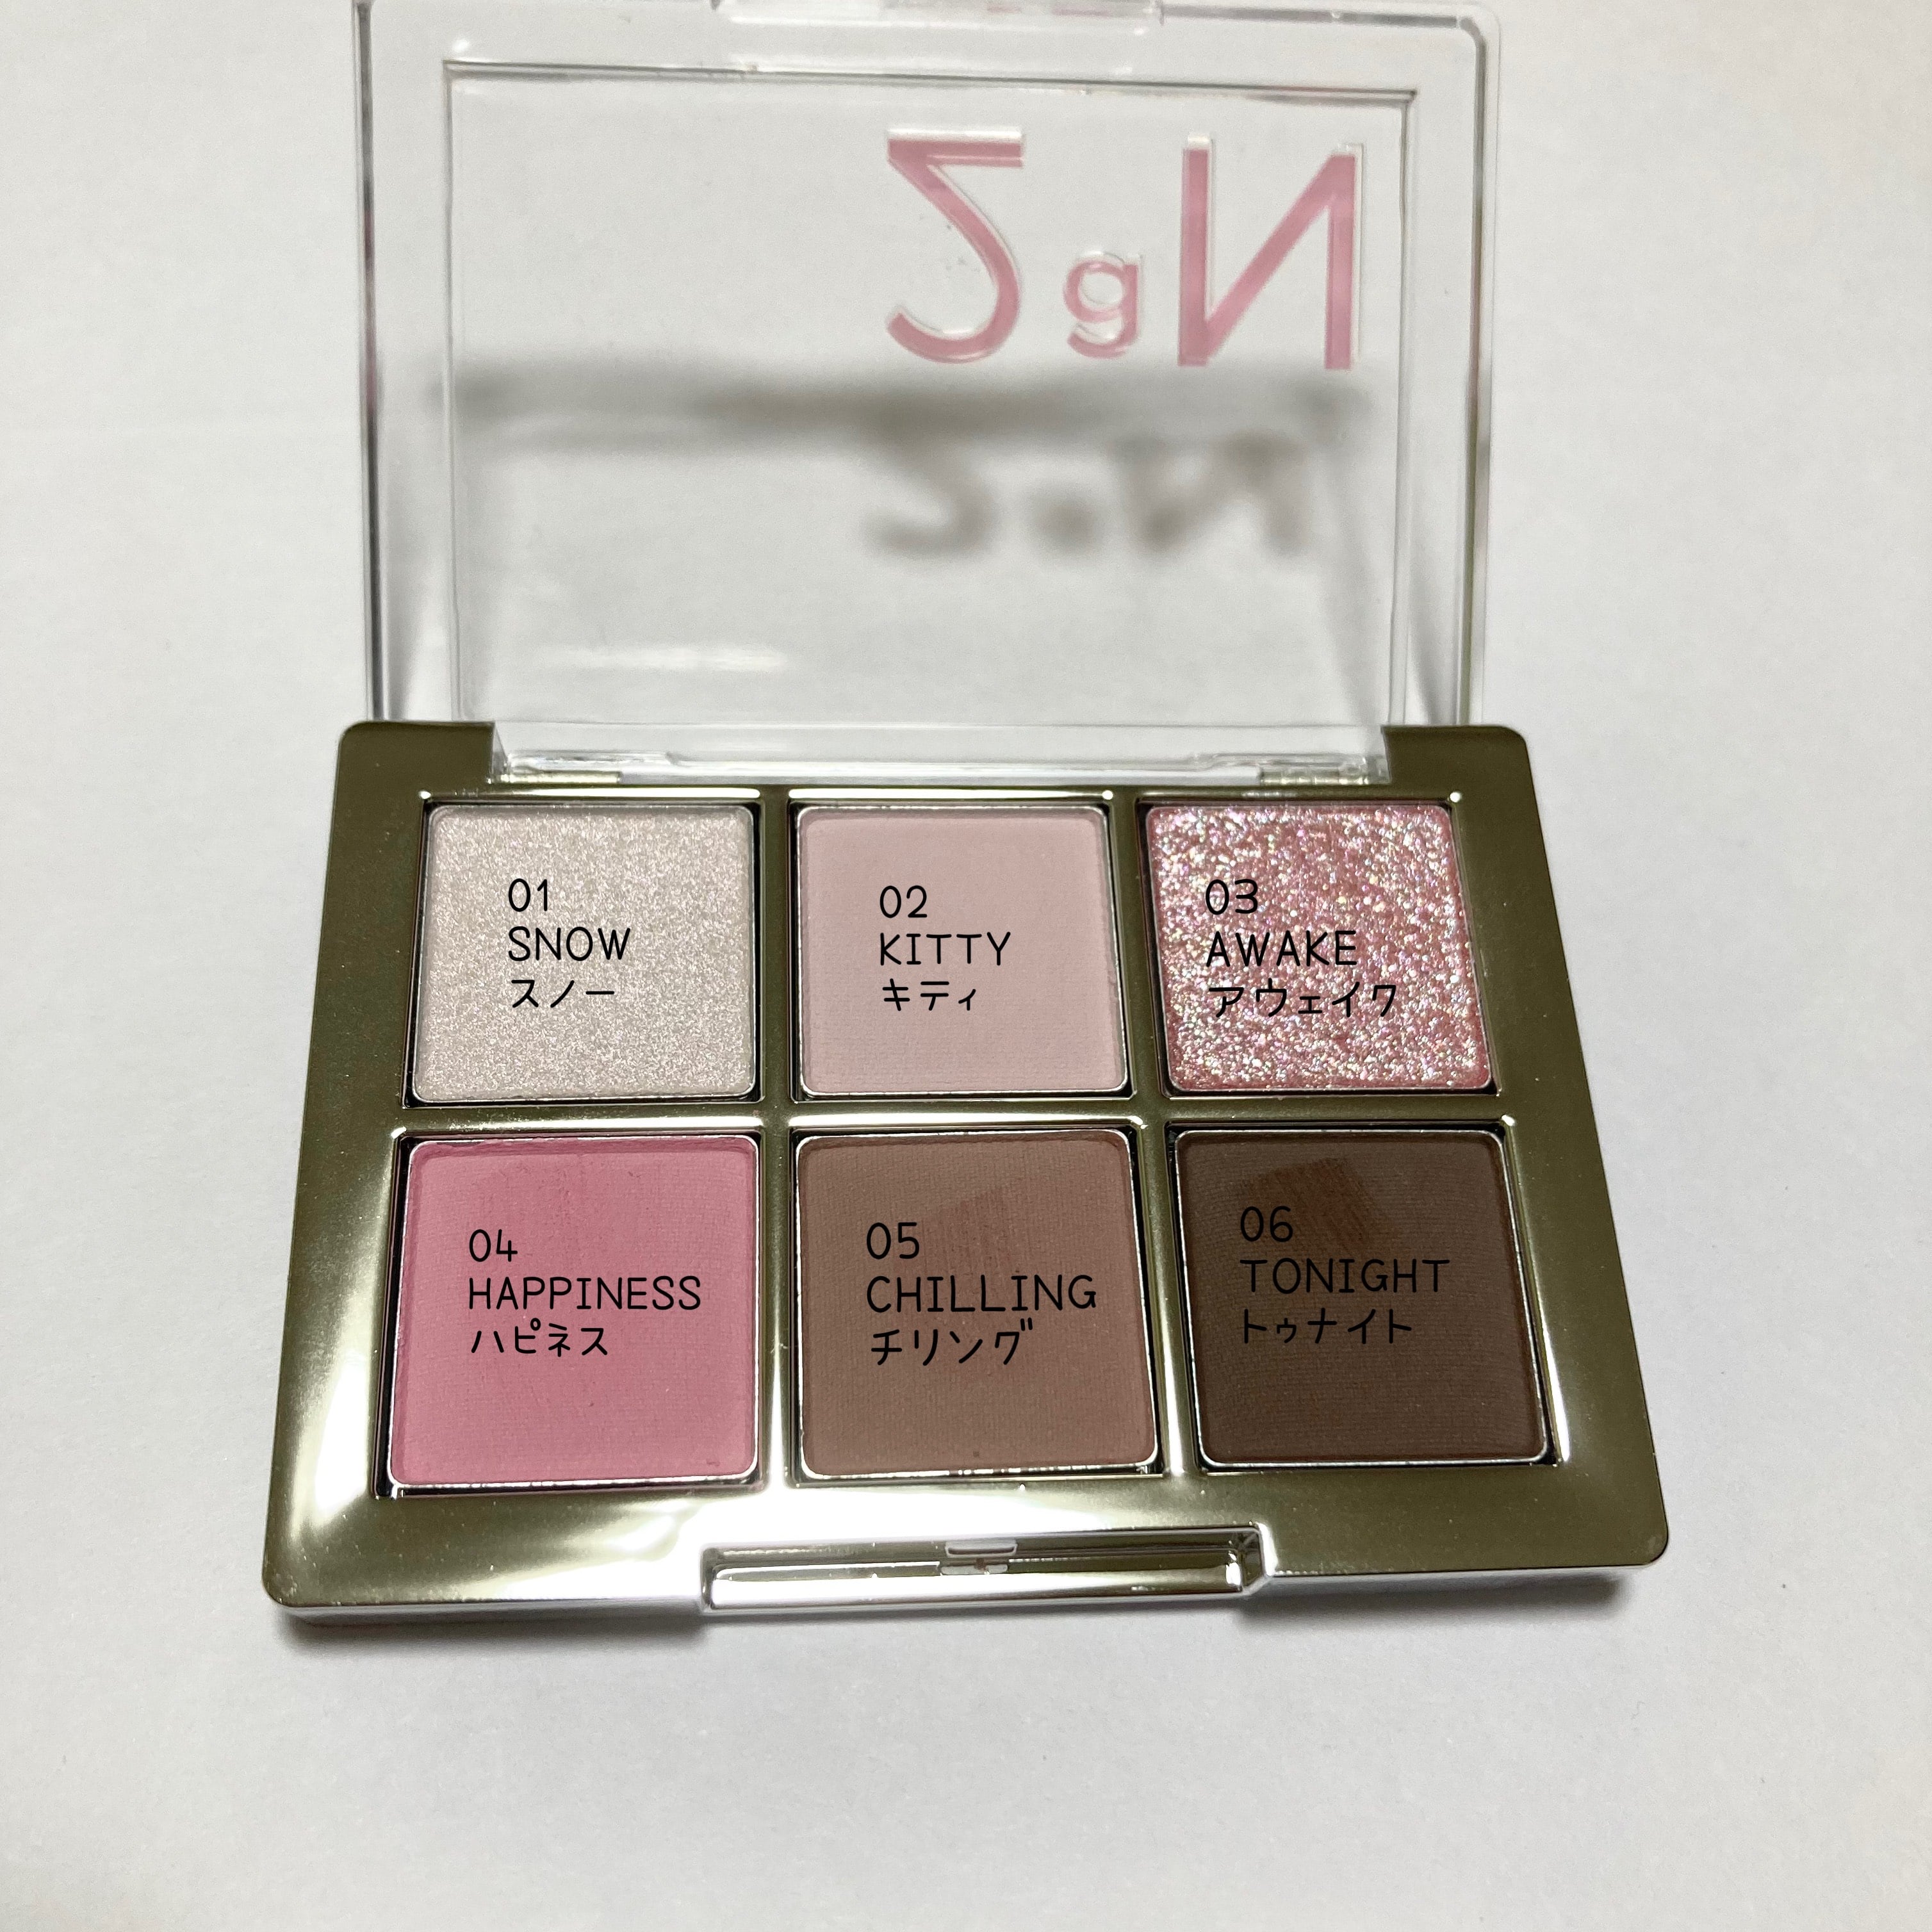 2aN
01
SNOW
スノー
02
KITTY
キティ
03
AWAKE
アウェイク
04
HAPPINESS
ハピネス
05
CHILLING
チリング
06
TONIGHT
トゥナイト